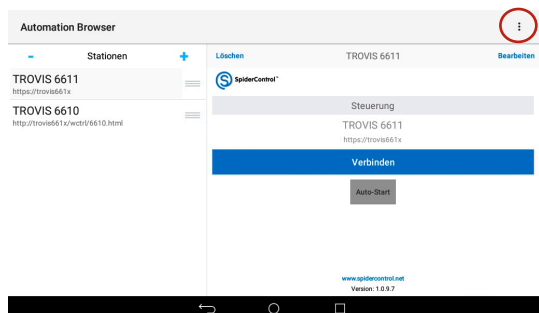 Automation Browser
- Stationen +
TROVIS 6611
https://trovis661x
TROVIS 6610
http://trovis661x/wctrl/6610.html
Löschen TROVIS 6611 Bearbeiten
SpiderControl™
Steuerung
TROVIS 6611
https://trovis661x
Verbinden
Auto-Start
www.spidercontrol.net
Version: 1.0.9.7